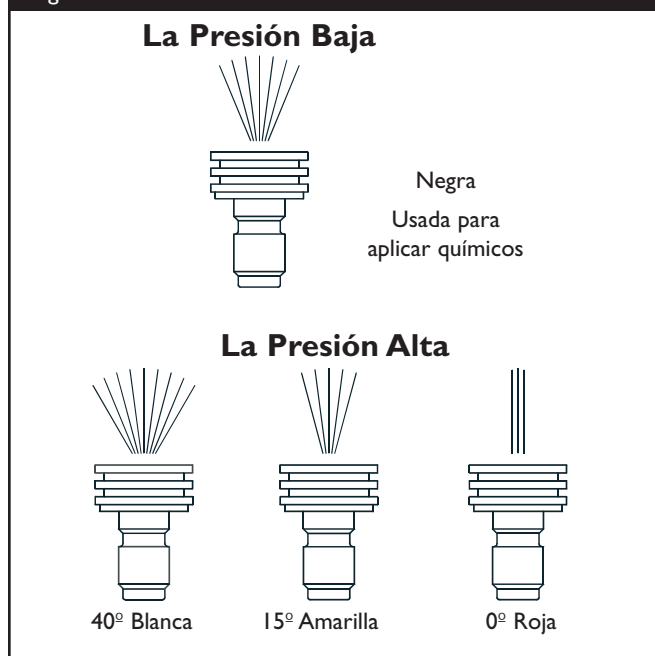 La Presión Baja
Negra
Usada para
aplicar químicos
La Presión Alta
40º Blanca
15º Amarilla
0º Roja